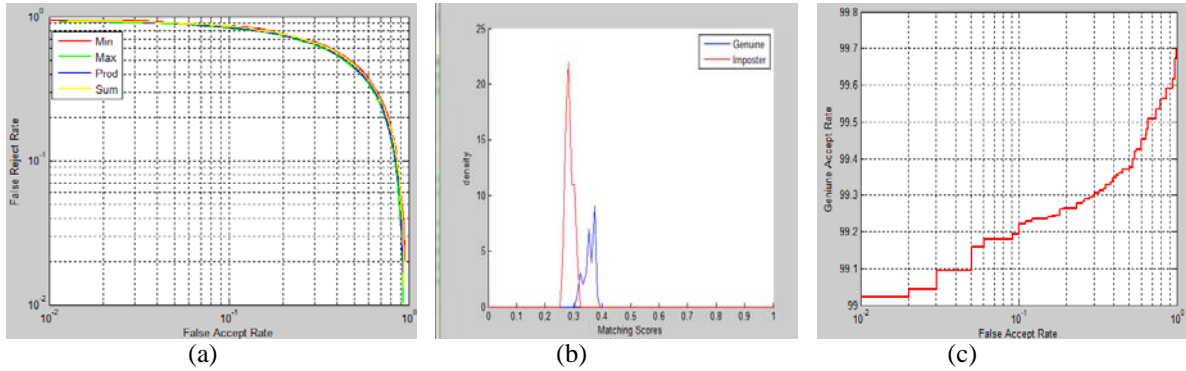 10^0
Min
Max
Prod
Sum
False Reject Rate
10^-1
10^-2
10^-2
10^-1
10^0
False Accept Rate
(a)
25
Genuine
Imposter
20
15
density
10
5
0
0 0.1 0.2 0.3 0.4 0.5 0.6 0.7 0.8 0.9 1
Matching Scores
(b)
99.8
99.7
99.6
99.5
99.4
Geniune Accept Rate
99.3
99.2
99.1
99
10^-2
10^-1
10^0
False Accept Rate
(c)